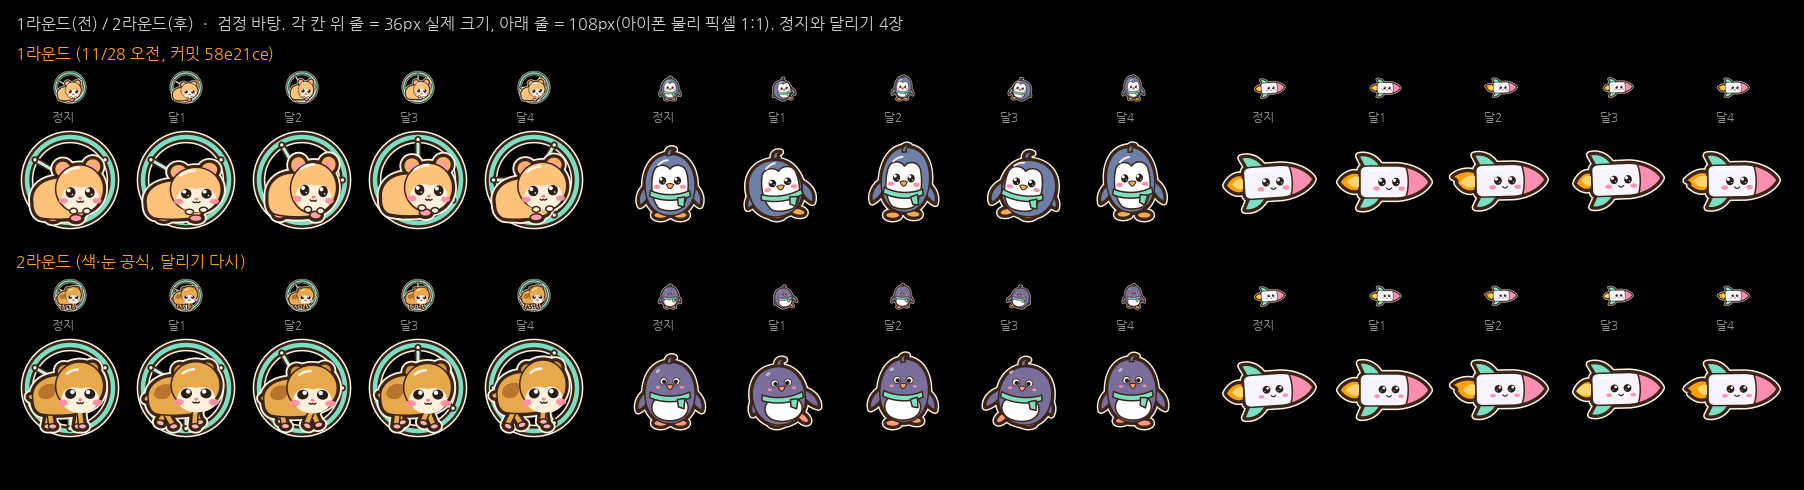 1라운드(전) / 2라운드(후) · 검정 바탕. 각 칸 위 줄 = 36px 실제 크기, 아래 줄 = 108px(아이폰 물리 픽셀 1:1). 정지와 달리기 4장
1라운드 (11/28 오전, 커밋 58e21ce)
정지 달1 달2 달3 달4 정지 달1 달2 달3 달4 정지 달1 달2 달3 달4
2라운드 (색·눈 공식, 달리기 다시)
정지 달1 달2 달3 달4 정지 달1 달2 달3 달4 정지 달1 달2 달3 달4